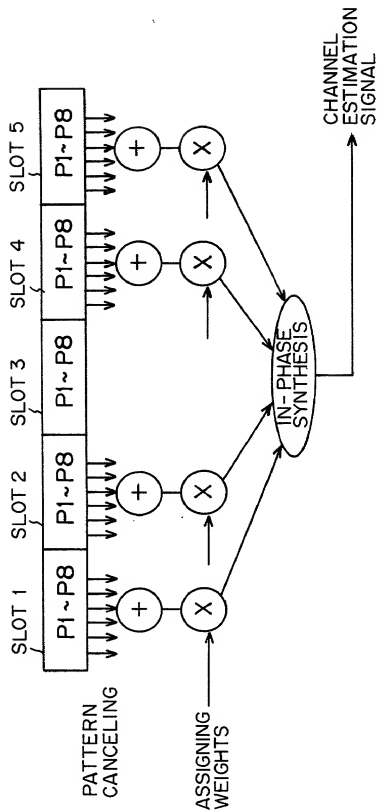 SLOT 1
SLOT 2
SLOT 3
SLOT 4
SLOT 5
P1~P8
P1~P8
P1~P8
P1~P8
P1~P8
PATTERN
CANCELING
+
+
+
+
ASSIGNING
WEIGHTS
X
X
X
X
IN-PHASE
SYNTHESIS
CHANNEL
ESTIMATION
SIGNAL